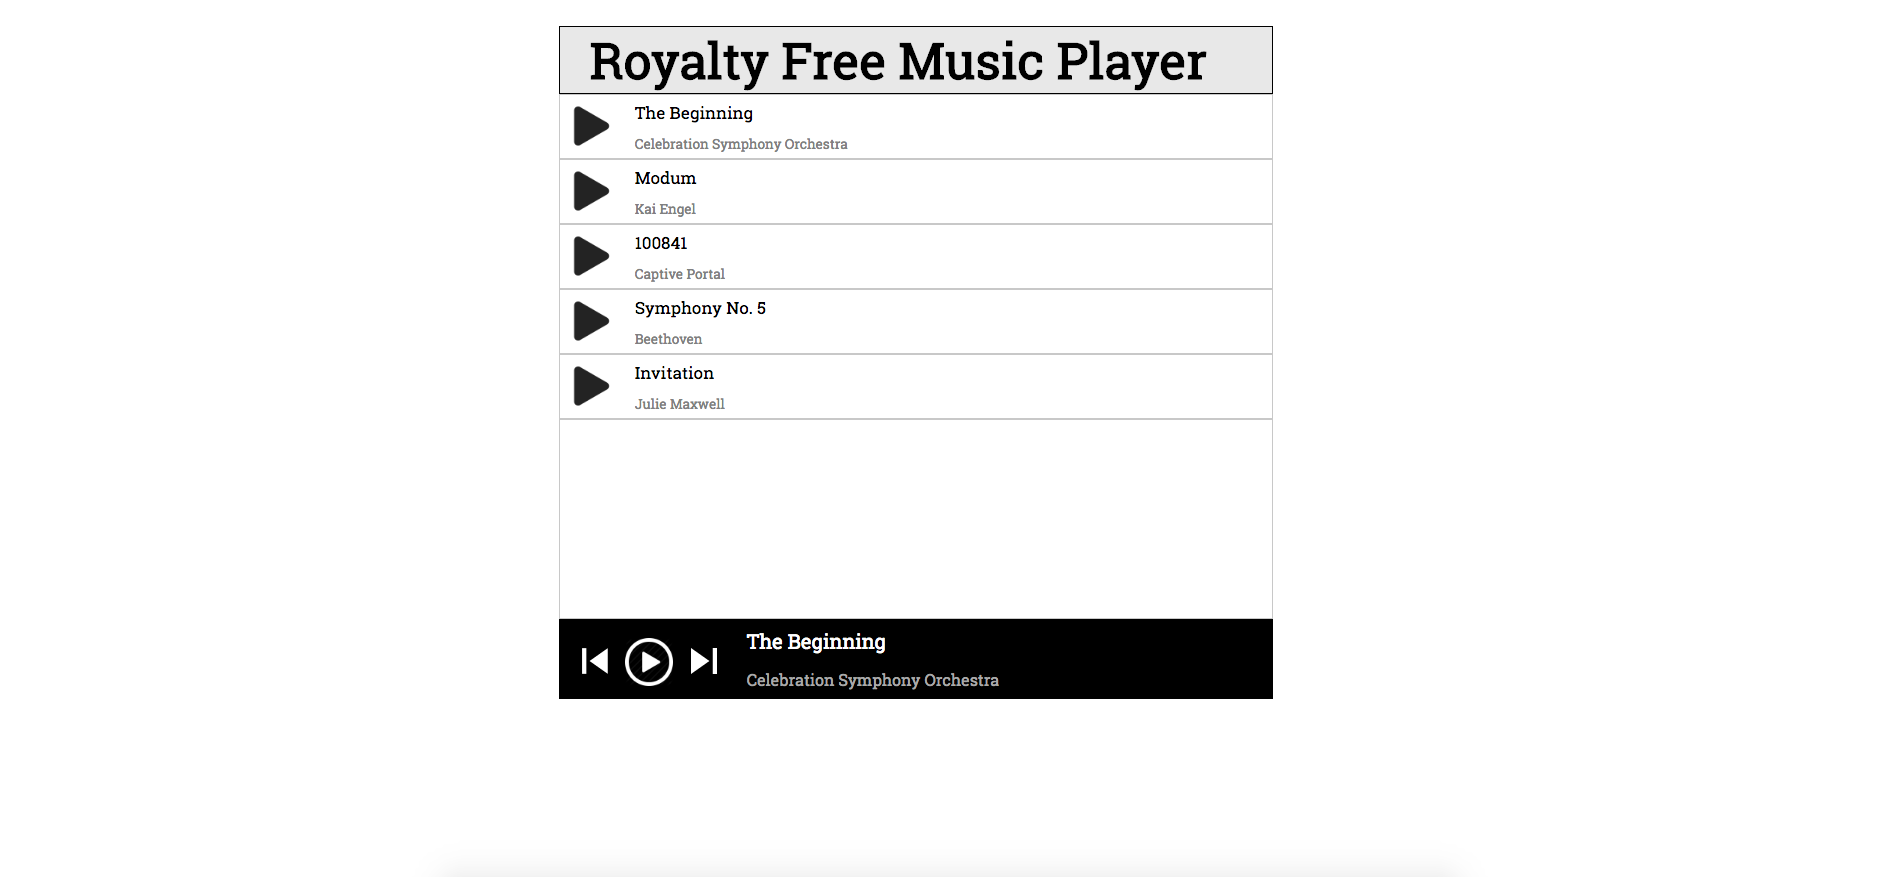 Royalty Free Music Player
The Beginning
Celebration Symphony Orchestra
Modum
Kai Engel
100841
Captive Portal
Symphony No. 5
Beethoven
Invitation
Julie Maxwell
The Beginning
Celebration Symphony Orchestra